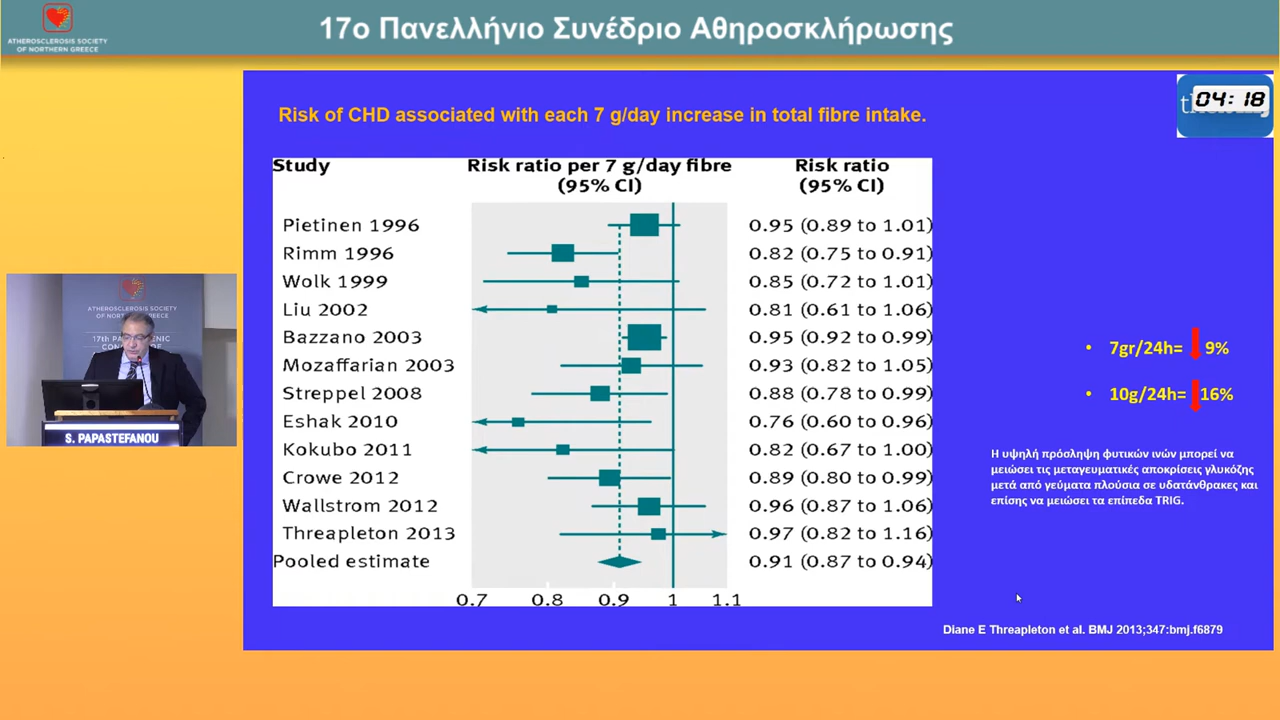 17ο Πανελλήνιο Συνέδριο Αθηροσκλήρωσης
ATHEROSCLEROSIS SOCIETY
OF NORTHERN GREECE
04:18
Risk of CHD associated with each 7 g/day increase in total fibre intake.
Study Risk ratio per 7 g/day fibre Risk ratio
(95% CI) (95% CI)
Pietinen 1996 0.95 (0.89 to 1.01)
Rimm 1996 0.82 (0.75 to 0.91)
Wolk 1999 0.85 (0.72 to 1.01)
Liu 2002 0.81 (0.61 to 1.06)
Bazzano 2003 0.95 (0.92 to 0.99)
Mozaffarian 2003 0.93 (0.82 to 1.05)
Streppel 2008 0.88 (0.78 to 0.99)
Eshak 2010 0.76 (0.60 to 0.96)
Kokubo 2011 0.82 (0.67 to 1.00)
Crowe 2012 0.89 (0.80 to 0.99)
Wallstrom 2012 0.96 (0.87 to 1.06)
Threapleton 2013 0.97 (0.82 to 1.16)
Pooled estimate 0.91 (0.87 to 0.94)
0.7 0.8 0.9 1 1.1
• 7gr/24h= 9%
• 10g/24h= 16%
Η υψηλή πρόσληψη φυτικών ινών μπορεί να
μειώσει τις μεταγευματικές αποκρίσεις γλυκόζης
μετά από γεύματα πλούσια σε υδατάνθρακες και
επίσης να μειώσει τα επίπεδα TRIG.
Diane E Threapleton et al. BMJ 2013;347:bmj.f6879
ATHEROSCLEROSIS SOCIETY
OF NORTHERN GREECE
S. PAPASTEFANOU